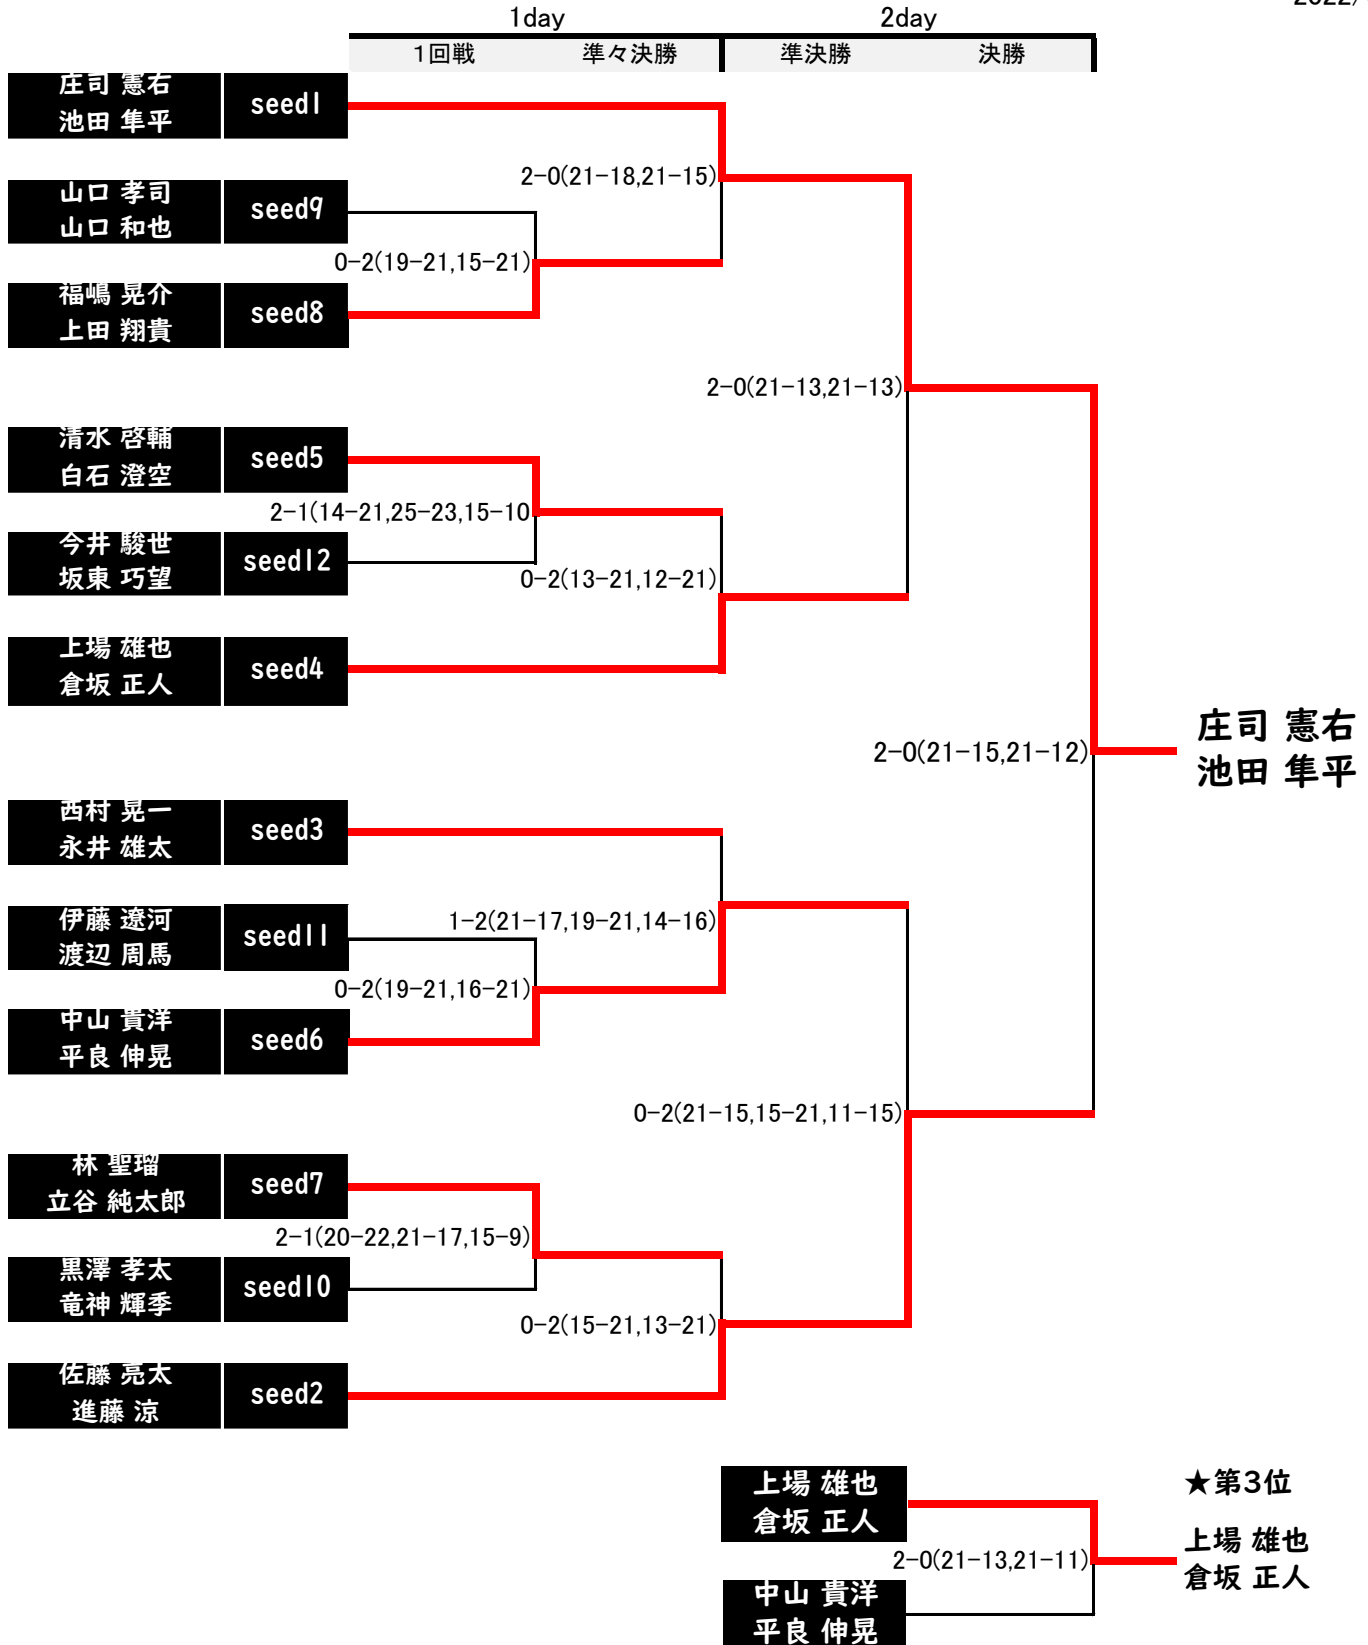 2022/
1day
2day
1回戦
準々決勝
準決勝
決勝
庄司 憲右
池田 隼平
seed1
2-0(21-18,21-15)
山口 孝司
山口 和也
seed9
0-2(19-21,15-21)
福嶋 晃介
上田 翔貴
seed8
2-0(21-13,21-13)
清水 啓輔
白石 澄空
seed5
2-1(14-21,25-23,15-10
今井 駿世
坂東 巧望
seed12
0-2(13-21,12-21)
上場 雄也
倉坂 正人
seed4
2-0(21-15,21-12)
庄司 憲右
池田 隼平
西村 晃一
永井 雄太
seed3
1-2(21-17,19-21,14-16)
伊藤 遼河
渡辺 周馬
seed11
0-2(19-21,16-21)
中山 貴洋
平良 伸晃
seed6
0-2(21-15,15-21,11-15)
林 聖瑠
立谷 純太郎
seed7
2-1(20-22,21-17,15-9)
黒澤 孝太
竜神 輝季
seed10
0-2(15-21,13-21)
佐藤 亮太
進藤 涼
seed2
上場 雄也
倉坂 正人
2-0(21-13,21-11)
中山 貴洋
平良 伸晃
★第3位
上場 雄也
倉坂 正人